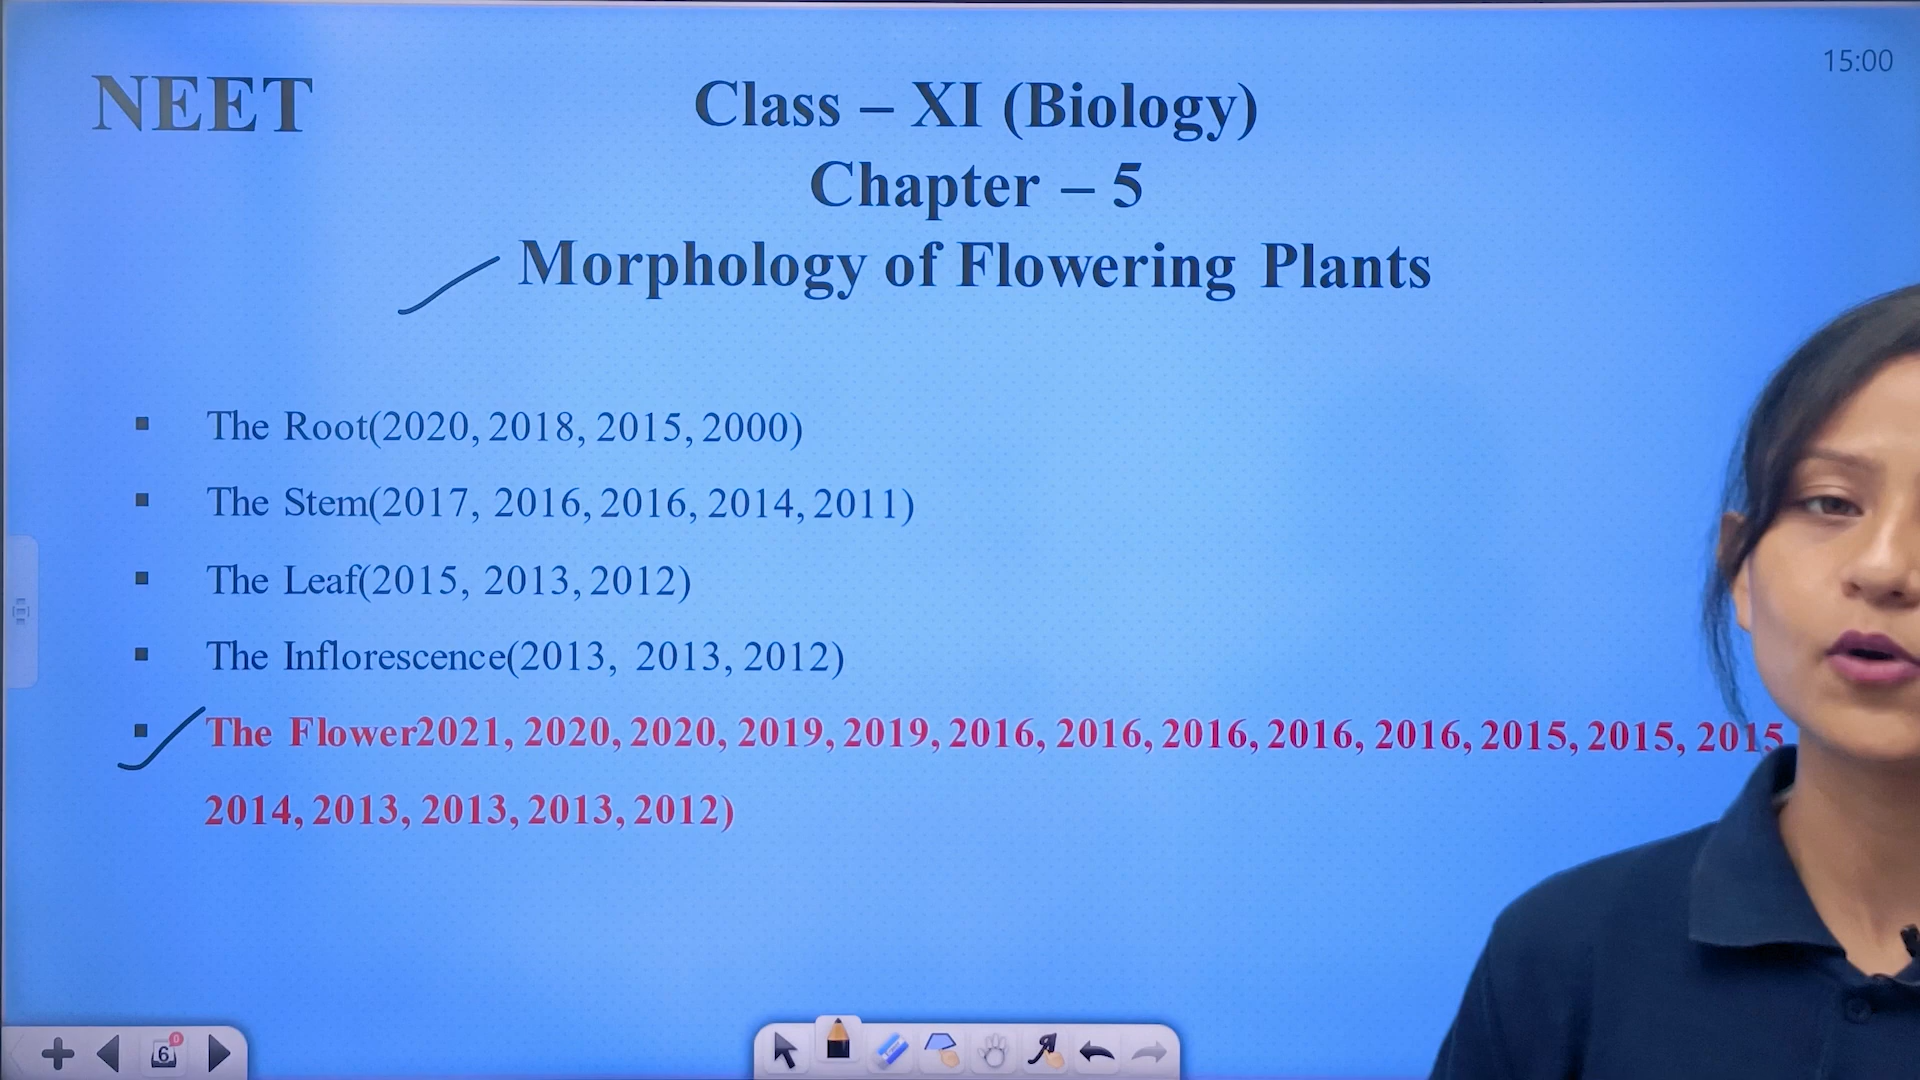 NEET
Class – XI (Biology)
15:00
Chapter – 5
Morphology of Flowering Plants
▪ The Root(2020, 2018, 2015, 2000)
▪ The Stem(2017, 2016, 2016, 2014, 2011)
▪ The Leaf(2015, 2013, 2012)
▪ The Inflorescence(2013, 2013, 2012)
▪ The Flower2021, 2020, 2020, 2019, 2019, 2016, 2016, 2016, 2016, 2016, 2015, 2015, 2015
2014, 2013, 2013, 2013, 2012)
6
0